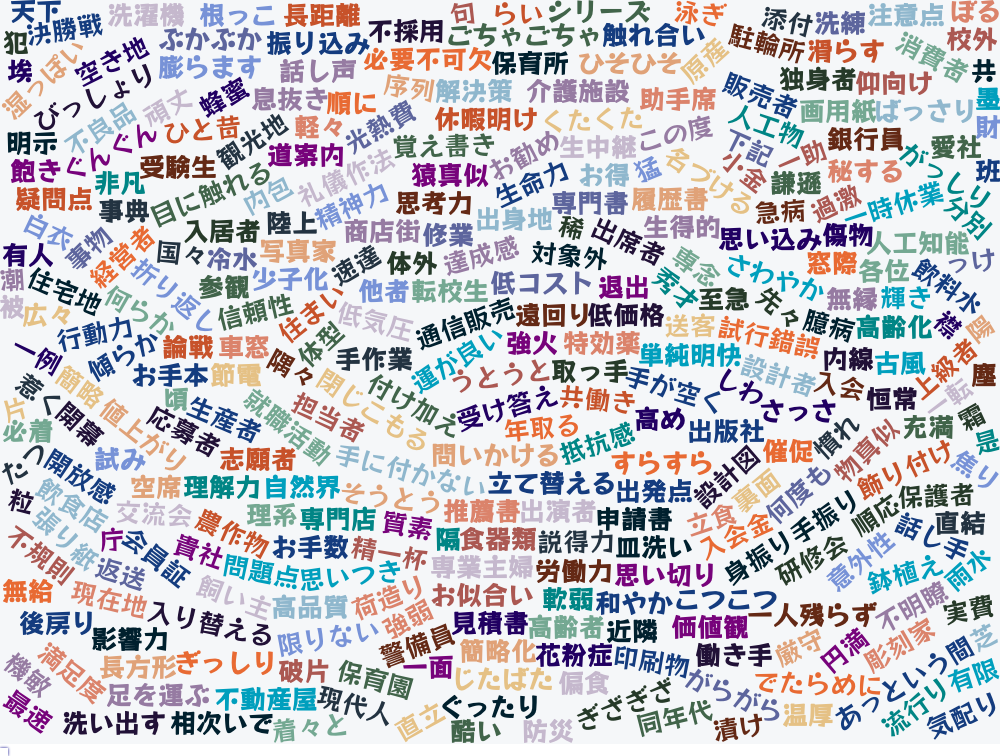 天下 洗濯機 根っこ 長距離 句 らい シリーズ 泳ぎ 添付 洗練 注意点 ぼる
犯 決勝戦 ぷかぷか 振り込み 不採用 ごちゃごちゃ 触れ合い 駐輪所 滑らす 消費者 校外
埃 湿っぽい 空き地 膨らます 話し声 必要不可欠 保育所 ひそひそ 原産 独身者 仰向け 共
びっしょり 蜂蜜 息抜き 順に 序列 解決策 介護施設 助手席 販売者 画用紙 ばっさり 墨
明示 不良品 頑丈 ひと昔 観光地 軽々 光熱費 休暇明け くたくた 人工物 銀行員 財
飽き ぐんぐん 受験生 道案内 覚え書き お勧め 生中継 この度 下記 一助 がっしり 愛社
疑問点 非凡 目に触れる 内包 礼儀作法 猿真似 生命力 お得 猛 名づける 小金 謙遜 秘する 班
事典 入居者 陸上 精神力 思考力 出身地 専門書 履歴書 急病 過激 一時休業 分別
白衣 事物 経営者 国々 冷水 写真家 商店街 修業 稀 出席者 生得的 思い込み 傷物 人工知能
有人 住宅地 折り返し 参観 少子化 速達 体外 達成感 対象外 専念 さわやか 窓際 各位 飲料水 っけ
潮 被 広々 何らか 信頼性 住まい 他者 転校生 低コスト 退出 秀才 至急 先々 無縁 輝き
行動力 論戦 車窓 体型 低気圧 通信販売 遠回り 低価格 送客 試行錯誤 臆病 高齢化 襟 陽
一例 傾らか お手本 節電 隅々 手作業 運が良い 強火 特効薬 単純明快 設計者 内線 古風 上級者 塵
惹く 簡略 値上がり 頃 生産者 閉じこもる 付け加え うとうと 取っ手 手が空く しわ 入会 恒常 一転
片 開幕 応募者 就職活動 担当者 受け答え 共働き 高め さっさ 充満 霜
必着 試み 志願者 年取る 問いかける 抵抗感 出版社 催促 慣れ 物真似 是
たつ 開放感 空席 理解力 自然界 手に付かない 立て替える すらすら 出発点 設計図 裏面 何度も 飾り付け 焦り
粒 飲食店 交流会 農作物 理系 専門店 そうとう 質素 推薦書 出演者 申請書 立食 入会金 身振り手振り 順応 保護者
不規則 張り紙 庁 会員証 貴社 お手数 精一杯 隔 食器類 説得力 皿洗い 研修会 意外性 話し手 直結
無給 現在地 返送 飼い主 問題点 思いつき 専業主婦 労働力 思い切り 鉢植え 雨水
後戻り 入り替える 高品質 荷造り お似合い 軟弱 和やか こつこつ 一人残らず 不明瞭 実費
影響力 限りない 強弱 見積書 高齢者 近隣 価値観 厳守 円満 彫刻家 芝
機敏 満足度 長方形 ぎっしり 破片 保育園 警備員 一面 簡略化 花粉症 印刷物 働き手 でたらめに あっという間 有限
最速 足を運ぶ 不動産屋 現代人 じたばた 偏食 がらがら 流行り
洗い出す 相次いで 着々と 直立 ぐったり 酷い 防災 ぎざぎざ 同年代 漬け 温厚 気配り